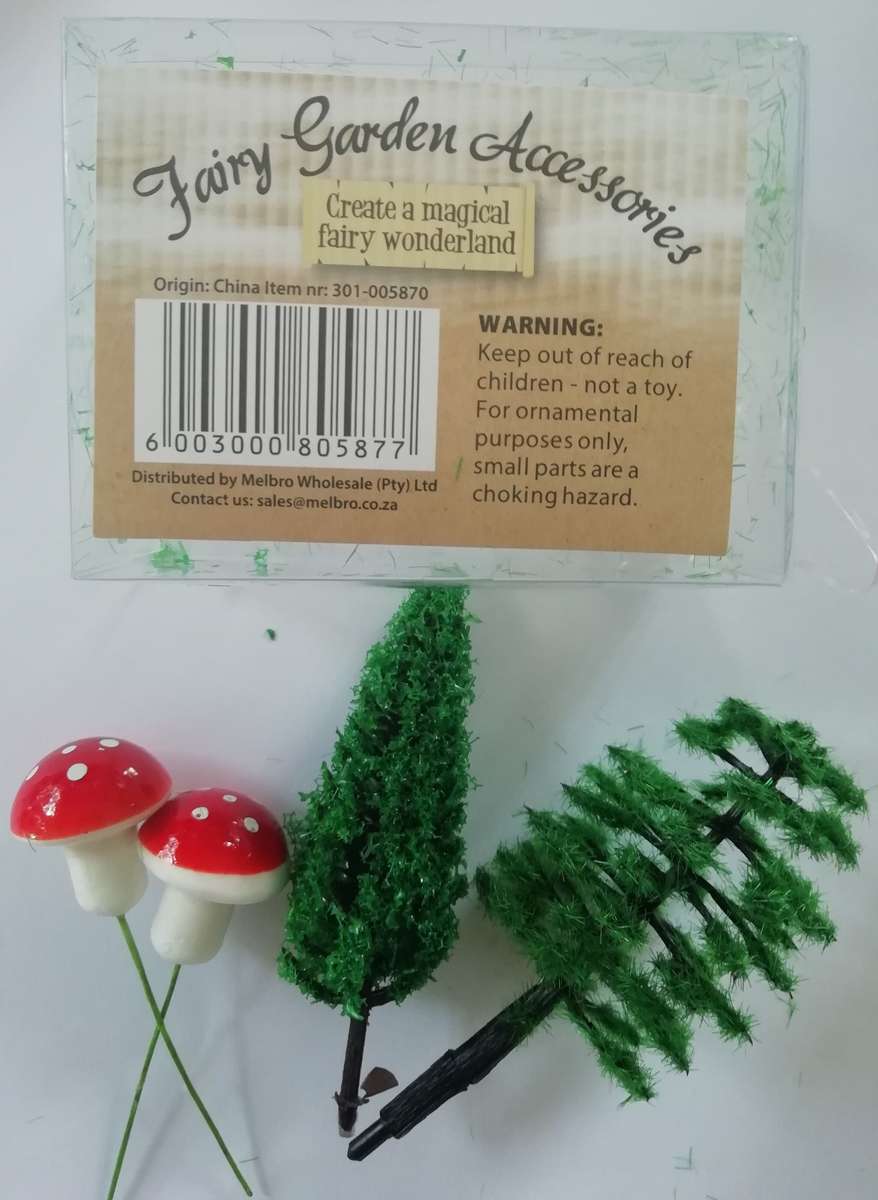 Fairy Garden Accessories
Create a magical
fairy wonderland
Origin: China Item nr: 301-005870
6 003000 805877
Distributed by Melbro Wholesale (Pty) Ltd
Contact us: sales@melbro.co.za
WARNING:
Keep out of reach of
children - not a toy.
For ornamental
purposes only,
small parts are a
choking hazard.